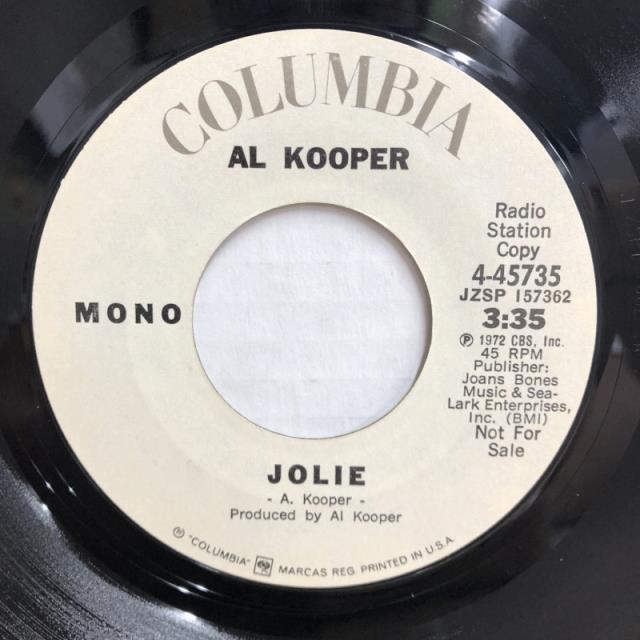 COLUMBIA
AL KOOPER
Radio
Station
Copy
4-45735
JZSP 157362
MONO
3:35
℗ 1972 CBS, Inc.
45 RPM
Publisher:
Joans Bones
Music & Sea-
Lark Enterprises,
Inc. (BMI)
Not For
Sale
JOLIE
- A. Kooper -
Produced by Al Kooper
® "COLUMBIA" MARCAS REG. PRINTED IN U.S.A.